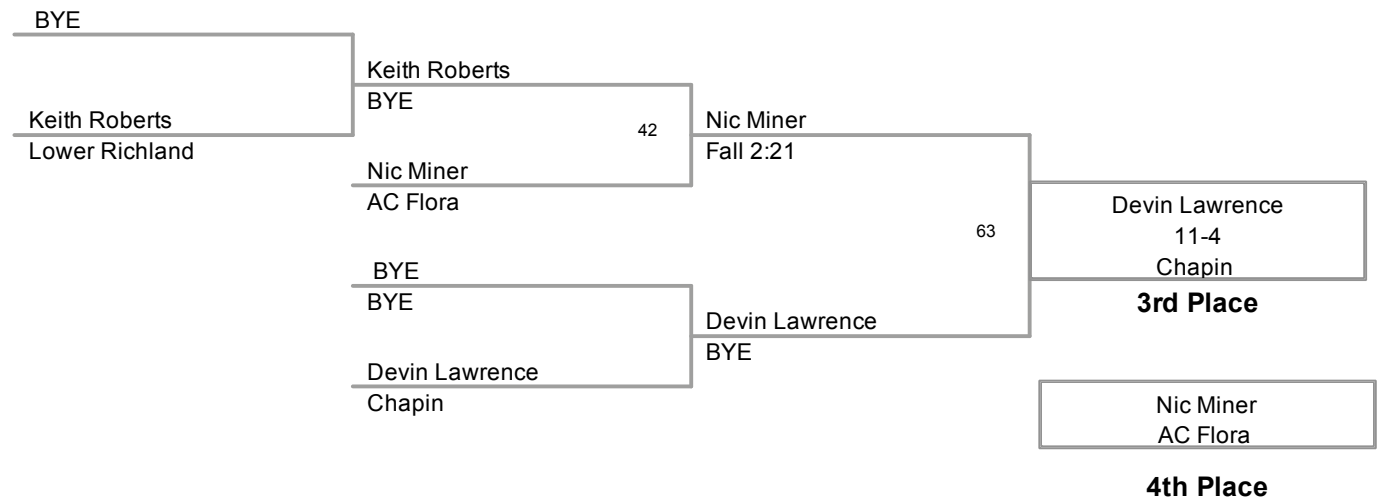 BYE
Keith Roberts
Lower Richland
Keith Roberts
BYE
42
Nic Miner
AC Flora
Nic Miner
Fall 2:21
63
BYE
BYE
Devin Lawrence
Chapin
Devin Lawrence
BYE
Devin Lawrence
11-4
Chapin
3rd Place
Nic Miner
AC Flora
4th Place